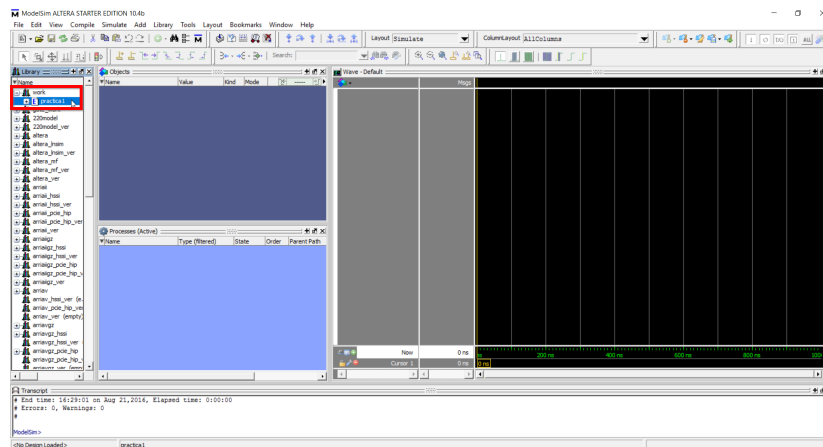 ModelSim ALTERA STARTER EDITION 10.4b
File Edit View Compile Simulate Add Library Tools Layout Bookmarks Window Help
Layout Simulate
ColumnLayout AllColumns
Search:
Library
Name
work
practica1
220model
220model_ver
altera
altera_lnsim
altera_lnsim_ver
altera_mf
altera_mf_ver
altera_ver
arriaii
arriaii_hssi
arriaii_hssi_ver
arriaii_pcie_hip
arriaii_pcie_hip_ver
arriaii_ver
arriaiigz
arriaiigz_hssi
arriaiigz_hssi_ver
arriaiigz_pcie_hip
arriaiigz_pcie_hip_v
arriaiigz_ver
arriav
arriav_hssi_ver (e.
arriav_pcie_hip_ver
arriav_ver (empty)
arriavgz
arriavgz_hssi
arriavgz_hssi_ver
arriavgz_pcie_hip
arriavgz_pcie_hip_v
Objects
Name Value Kind Mode
Processes (Active)
Name Type (filtered) State Order Parent Path
Wave - Default
Msgs
Now 0 ns
Cursor 1 0 ns
200 ns 400 ns 600 ns 800 ns
0 ns
Transcript
# End time: 16:29:01 on Aug 21,2016, Elapsed time: 0:00:00
# Errors: 0, Warnings: 0
#
ModelSim>
<No Design Loaded> practica1